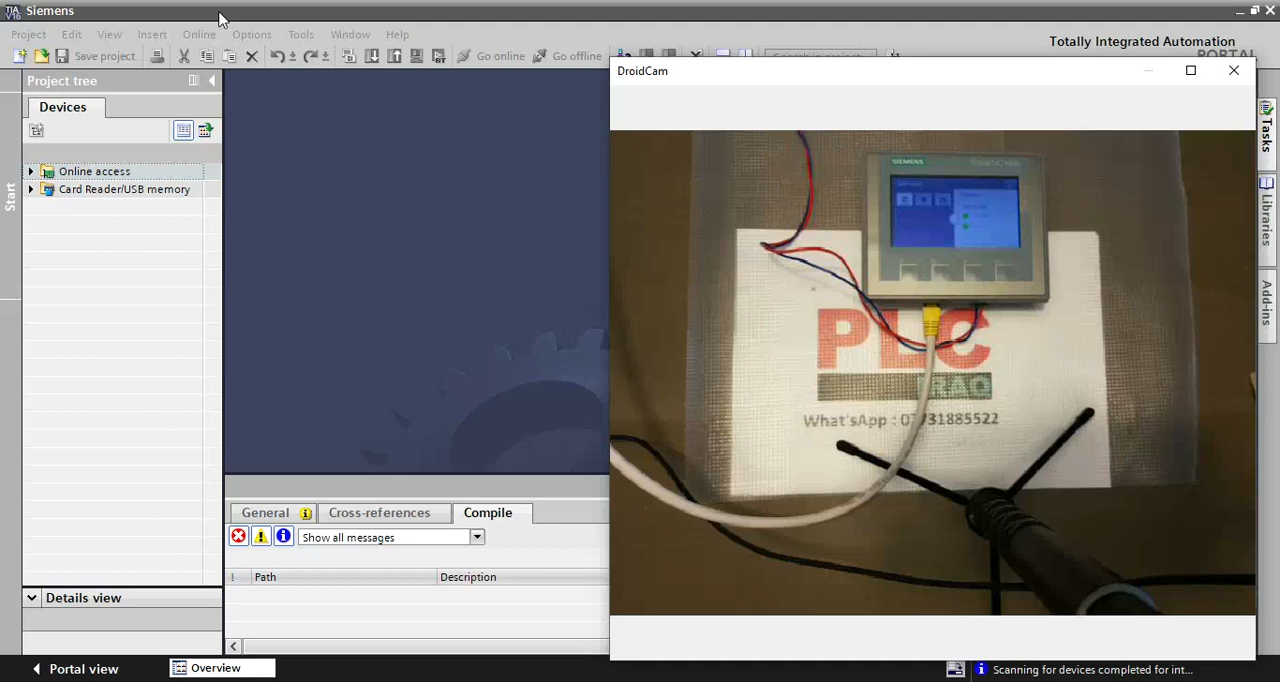 TIA
V16
Siemens
Project Edit View Insert Online Options Tools Window Help
Totally Integrated Automation
PORTAL
Save project
Go online
Go offline
Project tree
Devices
Start
Online access
Card Reader/USB memory
DroidCam
SIEMENS
PLC
IRAQ
What'sApp : 07731885522
Tasks
Libraries
Add-ins
General
Cross-references
Compile
Show all messages
! Path Description
Details view
Portal view
Overview
Scanning for devices completed for int...